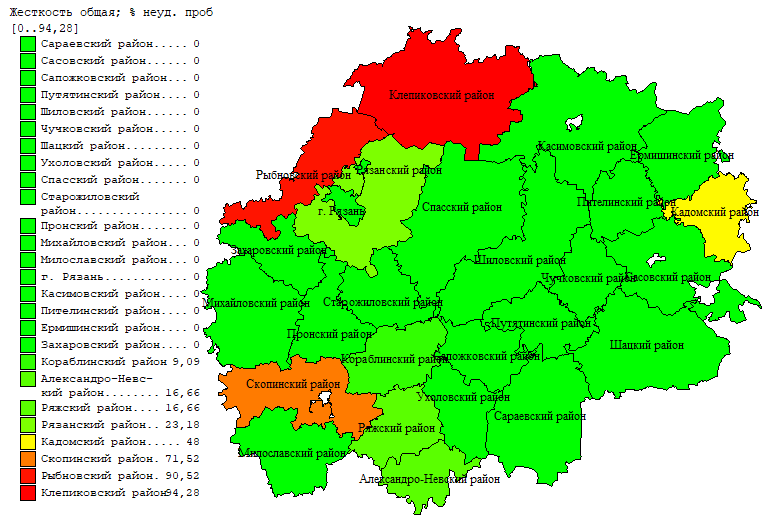 Жесткость общая; % неуд. проб
[0..94,28]
Сараевский район..... 0
Сасовский район...... 0
Сапожковский район... 0
Путятинский район.... 0
Шиловский район...... 0
Чучковский район..... 0
Шацкий район......... 0
Ухоловский район..... 0
Спасский район....... 0
Старожиловский
район................ 0
Пронский район....... 0
Михайловский район... 0
Милославский район... 0
г. Рязань............ 0
Касимовский район.... 0
Пителинский район.... 0
Ермишинский район.... 0
Захаровский район.... 0
Кораблинский район 9,09
Александро-Невс-
кий район........ 16,66
Ряжский район.... 16,66
Рязанский район.. 23,18
Кадомский район..... 48
Скопинский район. 71,52
Рыбновский район. 90,52
Клепиковский район94,28
Клепиковский район
Касимовский район
Ермишинский район
Рыбновский район
Рязанский район
г. Рязань
Спасский район
Пителинский район
Кадомский район
Захаровский район
Шиловский район
Чучковский район
Сасовский район
Михайловский район
Старожиловский район
Путятинский район
Пронский район
Шацкий район
Кораблинский район
Сапожковский район
Скопинский район
Ухоловский район
Сараевский район
Ряжский район
Милославский район
Александро-Невский район